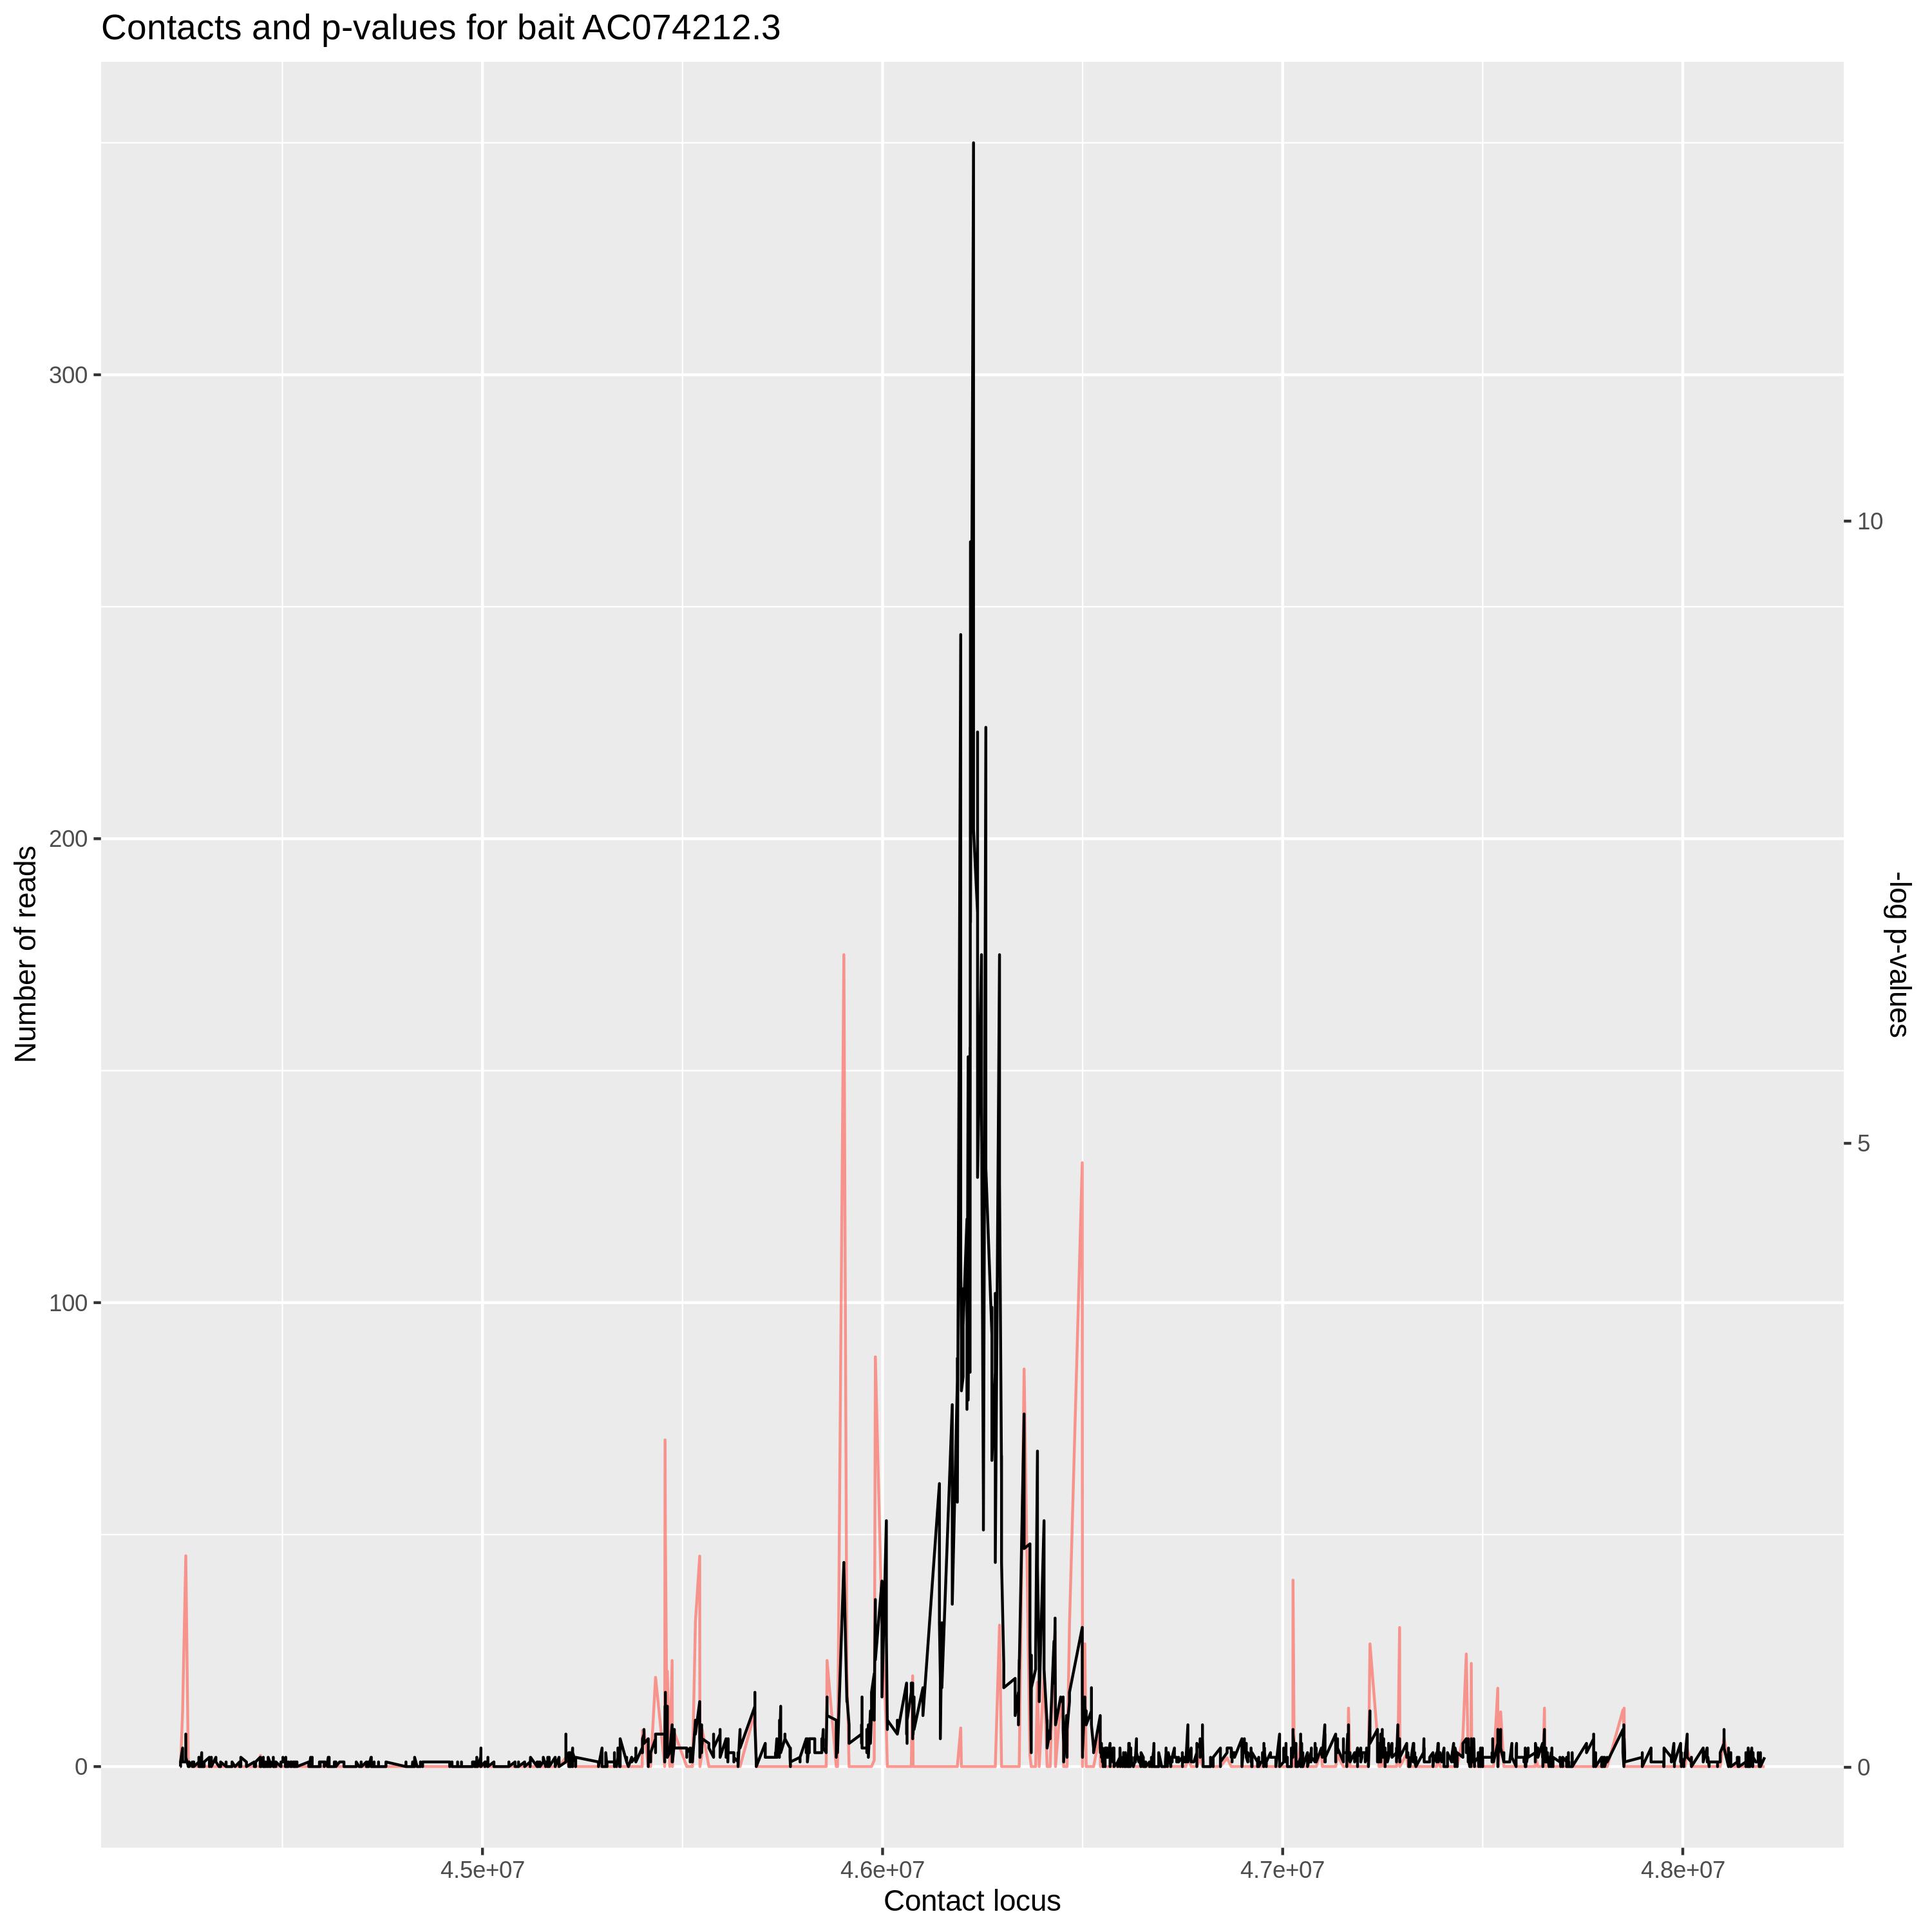 Contacts and p-values for bait AC074212.3
300
200
100
0
Number of reads
10
5
0
-log p-values
4.5e+07 4.6e+07 4.7e+07 4.8e+07
Contact locus